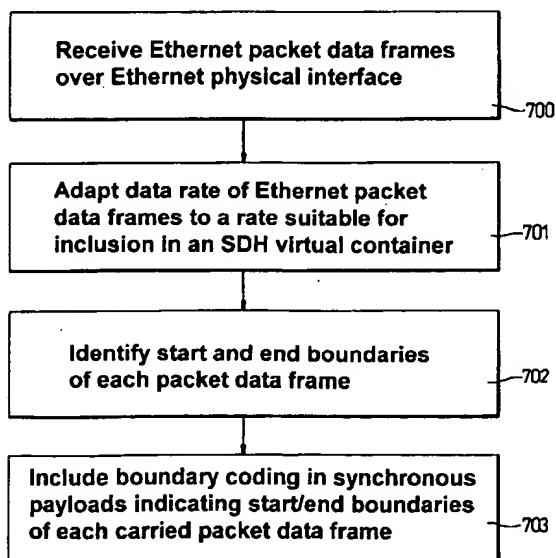 Receive Ethernet packet data frames
over Ethernet physical interface
700
Adapt data rate of Ethernet packet
data frames to a rate suitable for
inclusion in an SDH virtual container
701
Identify start and end boundaries
of each packet data frame
702
Include boundary coding in synchronous
payloads indicating start/end boundaries
of each carried packet data frame
703